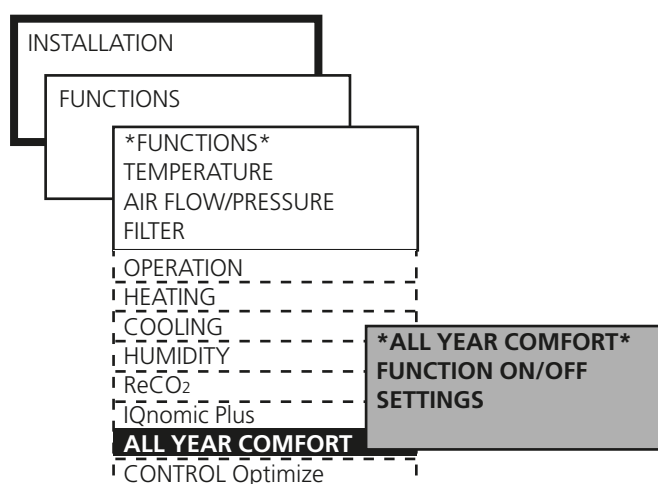 INSTALLATION
FUNCTIONS
*FUNCTIONS*
TEMPERATURE
AIR FLOW/PRESSURE
FILTER
OPERATION
HEATING
COOLING
HUMIDITY
ReCO2
IQnomic Plus
ALL YEAR COMFORT
CONTROL Optimize
*ALL YEAR COMFORT*
FUNCTION ON/OFF
SETTINGS